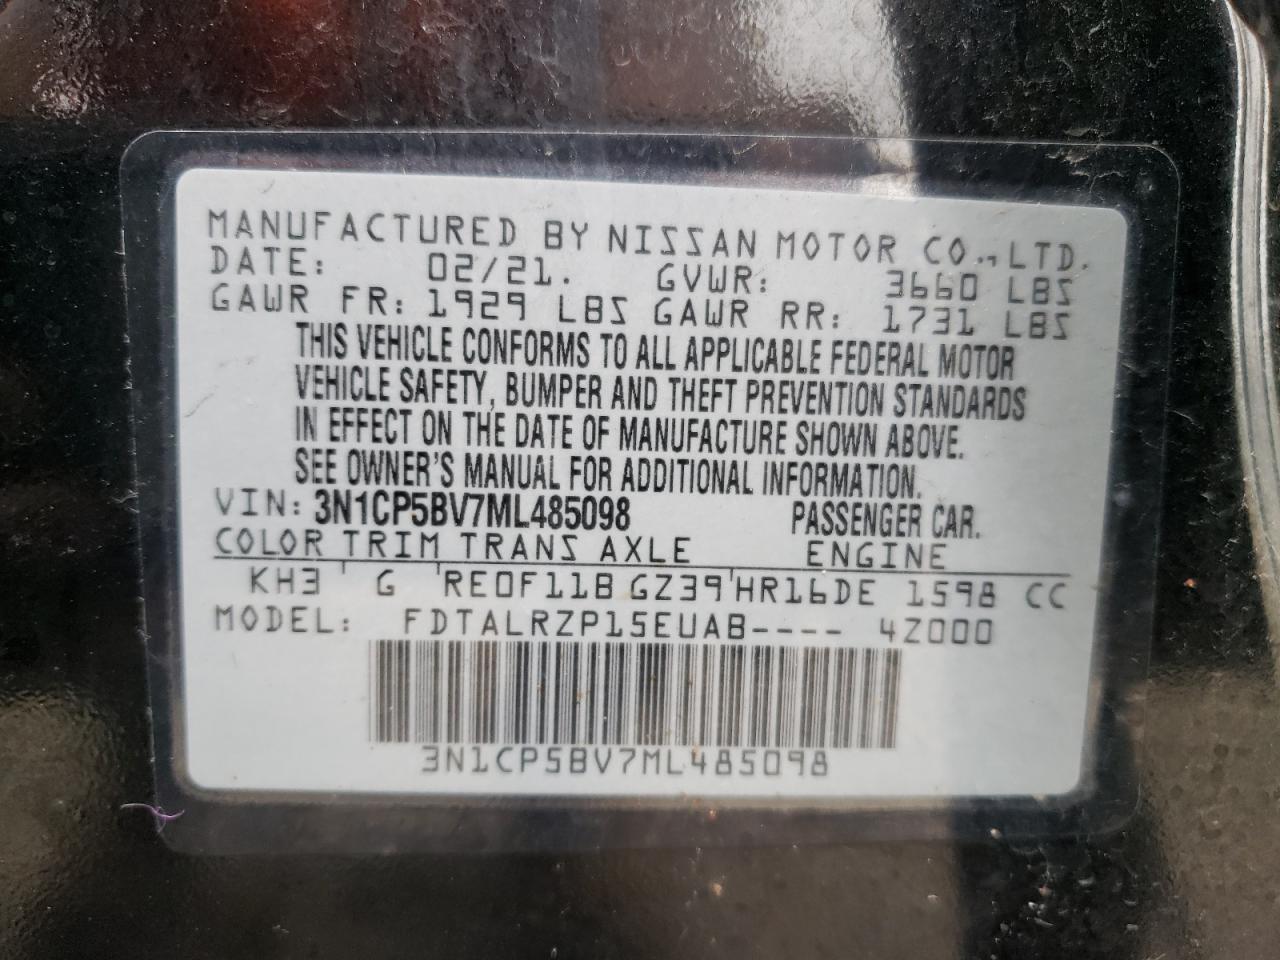 MANUFACTURED BY NISSAN MOTOR CO., LTD.
DATE: 02/21. GVWR: 3660 LBS
GAWR FR: 1929 LBS GAWR RR: 1731 LBS
THIS VEHICLE CONFORMS TO ALL APPLICABLE FEDERAL MOTOR
VEHICLE SAFETY, BUMPER AND THEFT PREVENTION STANDARDS
IN EFFECT ON THE DATE OF MANUFACTURE SHOWN ABOVE.
SEE OWNER'S MANUAL FOR ADDITIONAL INFORMATION.
VIN: 3N1CP5BV7ML485098 PASSENGER CAR.
COLOR TRIM TRANS AXLE ENGINE
KH3 G RE0F11B GZ39 HR16DE 1598 CC
MODEL: FDTALRZP15EUAB---- 4Z000
3N1CP5BV7ML485098